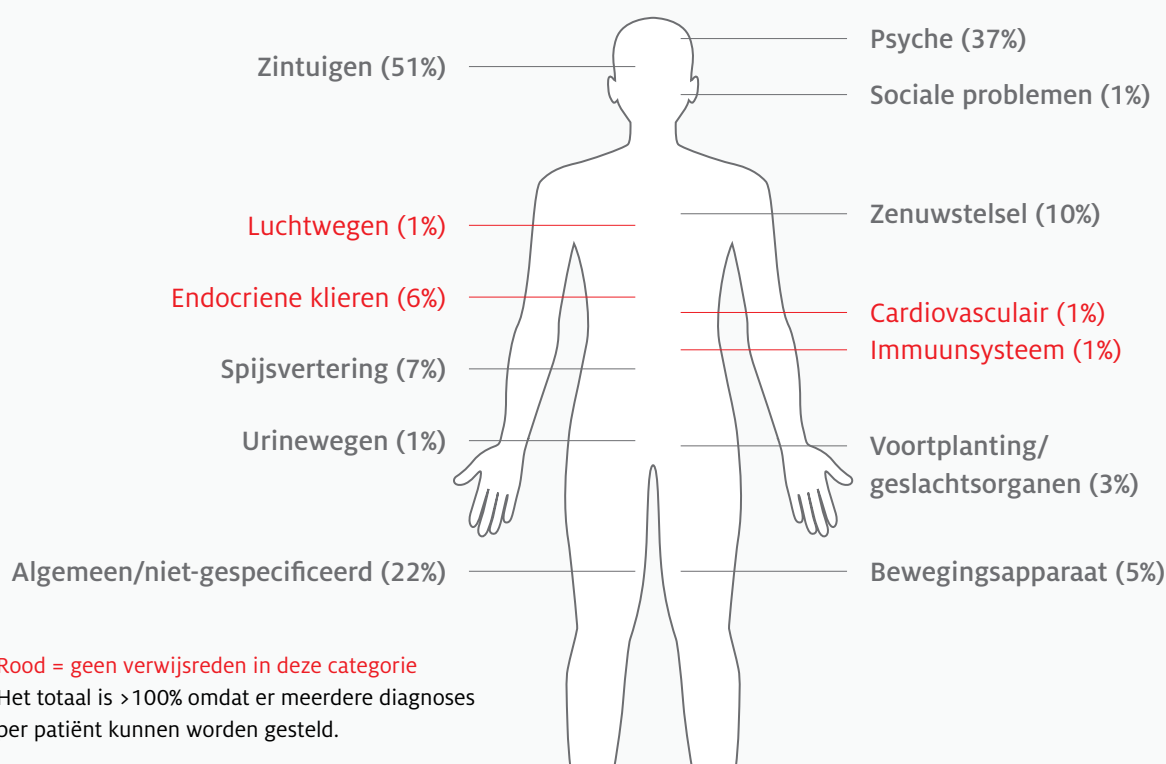 Zintuigen (51%)
Luchtwegen (1%)
Endocriene klieren (6%)
Spijsvertering (7%)
Urinewegen (1%)
Algemeen/niet-gespecificeerd (22%)
Psyche (37%)
Sociale problemen (1%)
Zenuwstelsel (10%)
Cardiovasculair (1%)
Immuunsysteem (1%)
Voortplanting/
geslachtsorganen (3%)
Bewegingsapparaat (5%)
Rood = geen verwijsreden in deze categorie
Het totaal is >100% omdat er meerdere diagnoses
per patiënt kunnen worden gesteld.